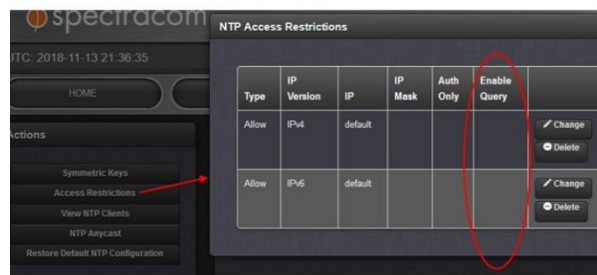 spectracom
NTP Access Restrictions
UTC: 2018-11-13 21:36:35
HOME
Actions
Symmetric Keys
Access Restrictions
View NTP Clients
NTP Anycast
Restore Default NTP Configuration
Type IP Version IP IP Mask Auth Only Enable Query
Allow IPv4 default Change
Delete
Allow IPv6 default Change
Delete